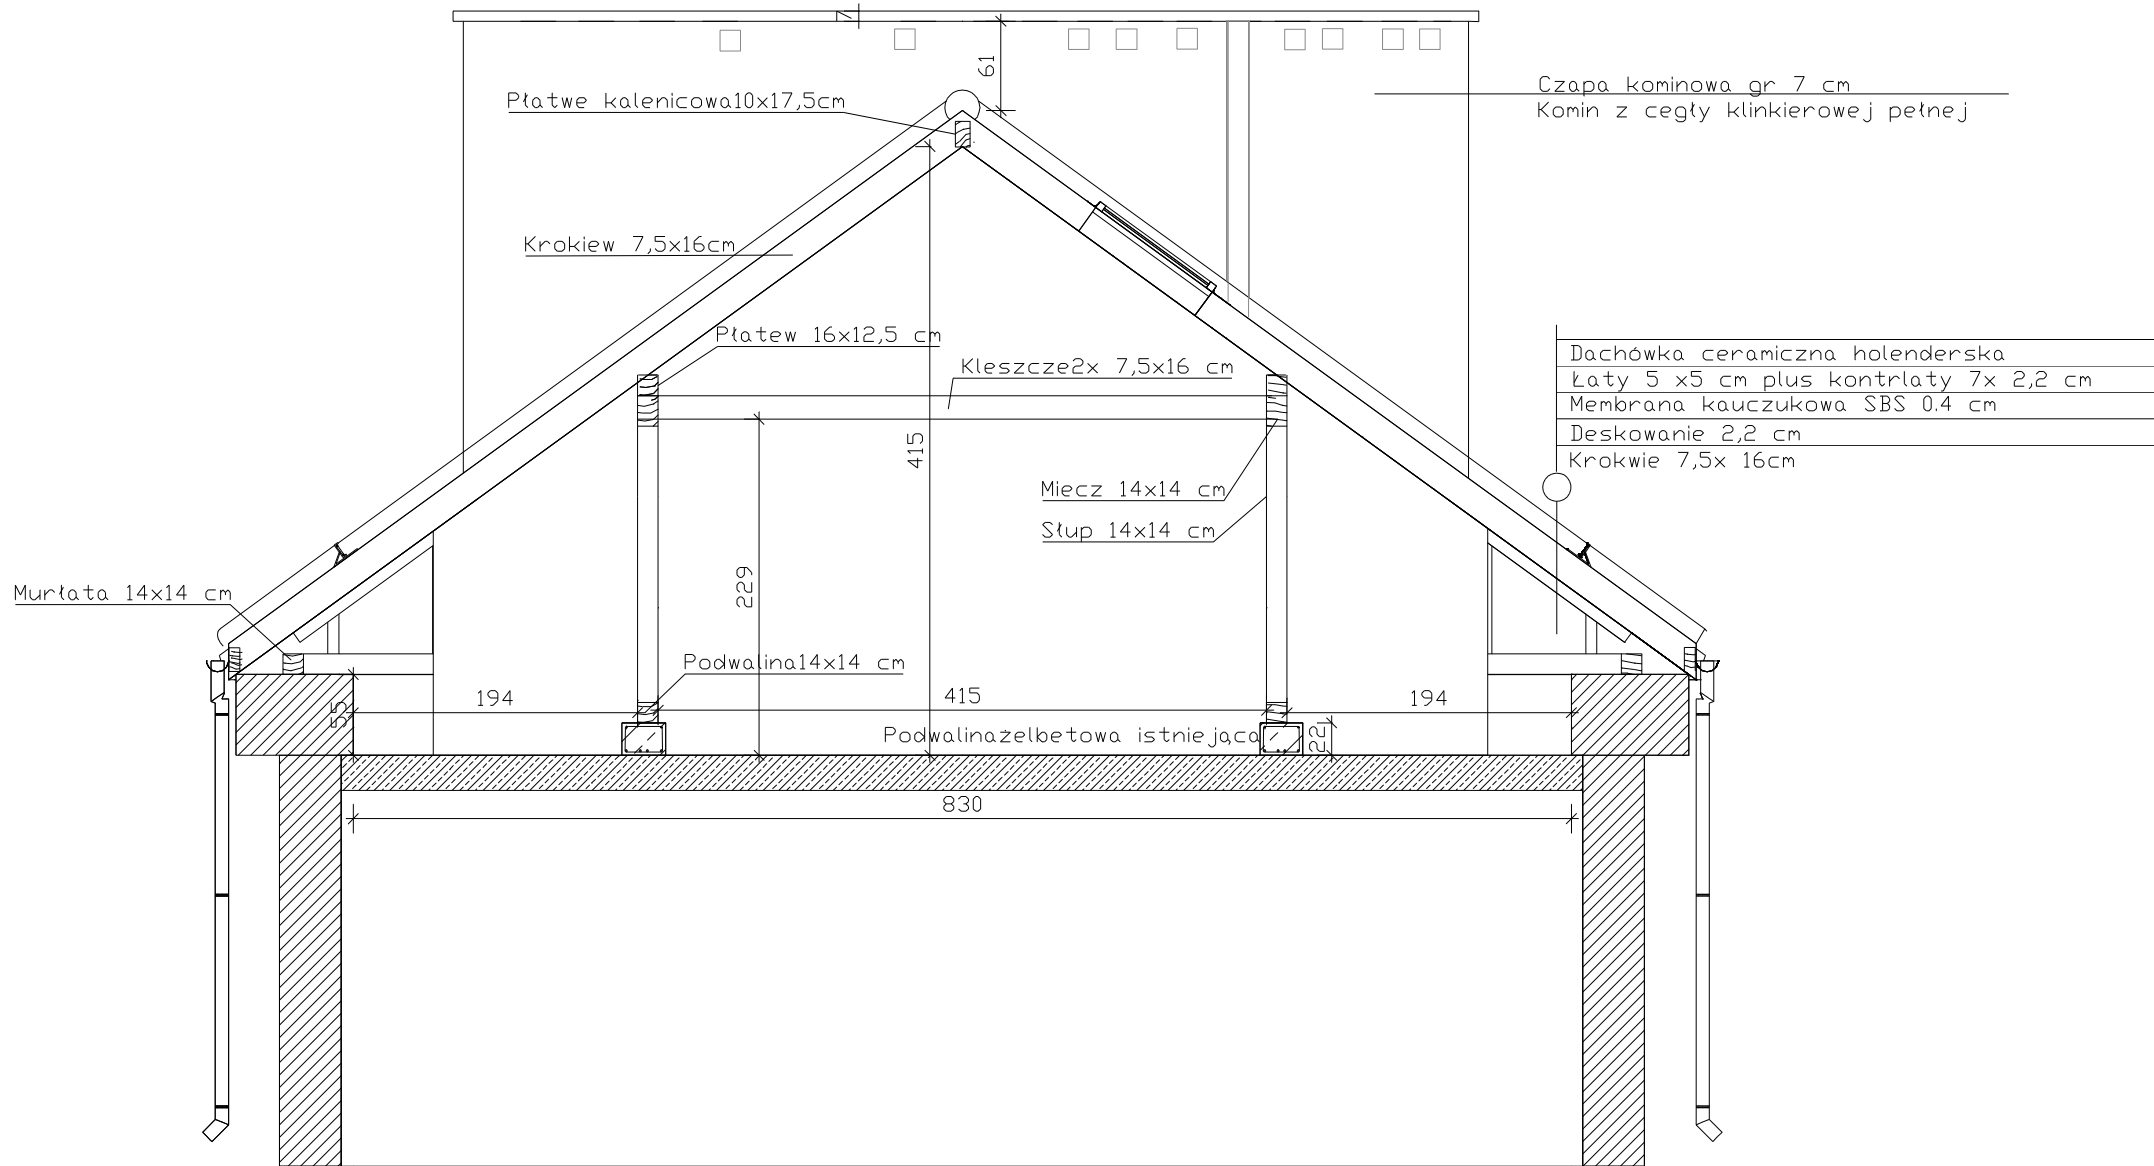 7
61
Czapa kominowa gr 7 cm
Komin z cegły klinkierowej pełnej
Płatwe kalenicowa10x17,5cm
Krokiew 7,5x16cm
Płatew 16x12,5 cm
Kleszcze2x 7,5x16 cm
Dachówka ceramiczna holenderska
Łaty 5 x5 cm plus kontrlaty 7x 2,2 cm
Membrana kauczukowa SBS 0.4 cm
Deskowanie 2,2 cm
Krokwie 7,5x 16cm
415
Miecz 14x14 cm
Słup 14x14 cm
229
Murłata 14x14 cm
Podwalina14x14 cm
55
194
415
194
Podwalinażelbetowa istniejąca
22
830